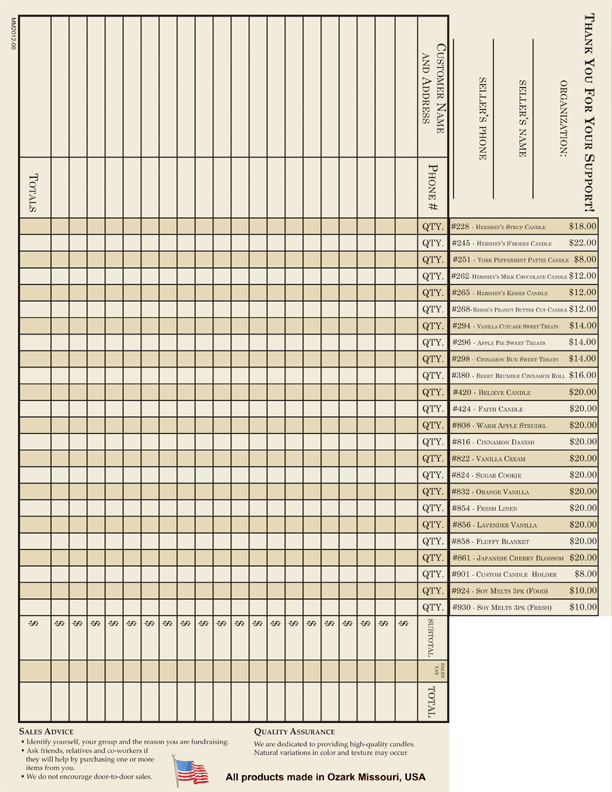 THANK YOU FOR YOUR SUPPORT!
ORGANIZATION:
SELLER'S NAME
SELLER'S PHONE
CUSTOMER NAME
AND ADDRESS
PHONE #
TOTALS
MM2012-09
QTY. #228 - HERSHEY'S SYRUP CANDLE $18.00
QTY. #245 - HERSHEY'S S'MORES CANDLE $22.00
QTY. #251 - YORK PEPPERMINT PATTIE CANDLE $8.00
QTY. #262-HERSHEY'S MILK CHOCOLATE CANDLE $12.00
QTY. #265 - HERSHEY'S KISSES CANDLE $12.00
QTY. #268-REESE'S PEANUT BUTTER CUP CANDLE $12.00
QTY. #294 - VANILLA CUPCAKE SWEET TREATS $14.00
QTY. #296 - APPLE PIE SWEET TREATS $14.00
QTY. #298 - CINNAMON BUN SWEET TREATS $14.00
QTY. #380 - BERRY BRUMBLE CINNAMON ROLL $16.00
QTY. #420 - BELIEVE CANDLE $20.00
QTY. #424 - FAITH CANDLE $20.00
QTY. #808 - WARM APPLE STRUDEL $20.00
QTY. #816 - CINNAMON DANISH $20.00
QTY. #822 - VANILLA CREAM $20.00
QTY. #824 - SUGAR COOKIE $20.00
QTY. #832 - ORANGE VANILLA $20.00
QTY. #854 - FRESH LINEN $20.00
QTY. #856 - LAVENDER VANILLA $20.00
QTY. #858 - FLUFFY BLANKET $20.00
QTY. #861 - JAPANESE CHERRY BLOSSOM $20.00
QTY. #901 - CUSTOM CANDLE HOLDER $8.00
QTY. #924 - SOY MELTS 3PK (FOOD) $10.00
QTY. #930 - SOY MELTS 3PK (FRESH) $10.00
$ $ $ $ $ $ $ $ $ $ $ $ $ $ $ $ $ $ $ $ $ SUBTOTAL
SALES
TAX
TOTAL
SALES ADVICE
• Identify yourself, your group and the reason you are fundraising.
• Ask friends, relatives and co-workers if
they will help by purchasing one or more
items from you.
• We do not encourage door-to-door sales.
QUALITY ASSURANCE
We are dedicated to providing high-quality candles.
Natural variations in color and texture may occur.
All products made in Ozark Missouri, USA